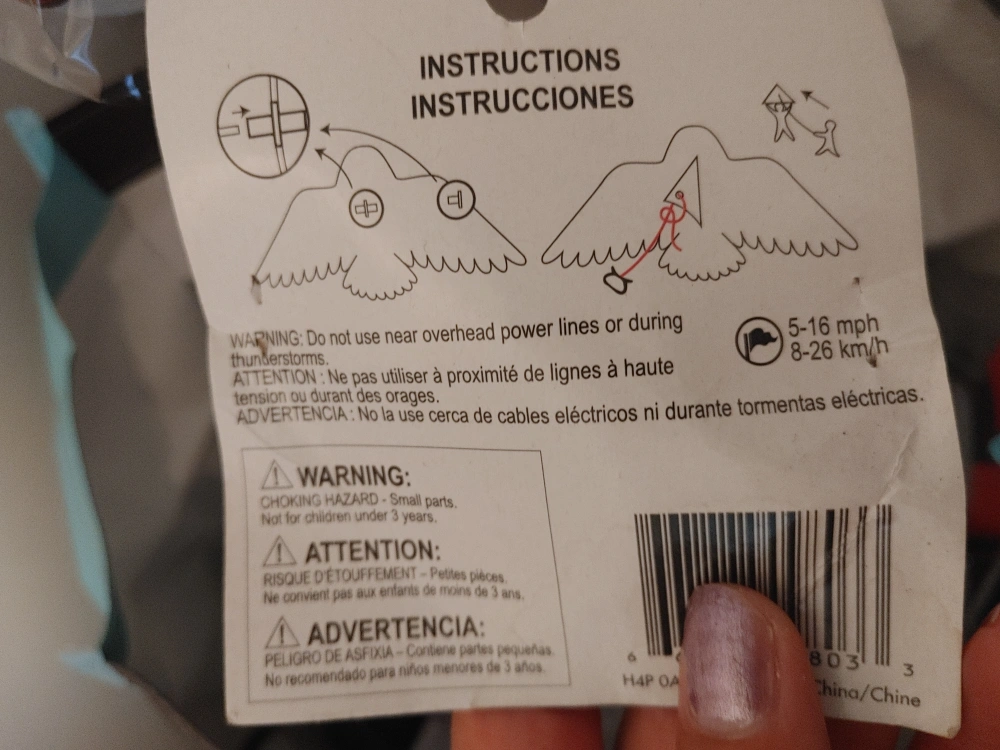 INSTRUCTIONS
INSTRUCCIONES
WARNING: Do not use near overhead power lines or during
thunderstorms.
ATTENTION : Ne pas utiliser à proximité de lignes à haute
tension ou durant des orages.
ADVERTENCIA : No la use cerca de cables eléctricos ni durante tormentas eléctricas.
5-16 mph
8-26 km/h
WARNING:
CHOKING HAZARD - Small parts.
Not for children under 3 years.
ATTENTION:
RISQUE D'ÉTOUFFEMENT – Petites pièces.
Ne convient pas aux enfants de moins de 3 ans.
ADVERTENCIA:
PELIGRO DE ASFIXIA – Contiene partes pequeñas.
No recomendado para niños menores de 3 años.
6 803 3
H4P 0A
China/Chine